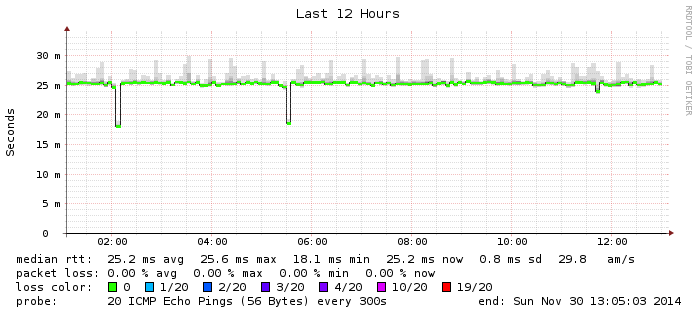 Last 12 Hours
RRDTOOL / TOBI OETIKER
Seconds
30 m
25 m
20 m
15 m
10 m
5 m
0
02:00 04:00 06:00 08:00 10:00 12:00
median rtt: 25.2 ms avg 25.6 ms max 18.1 ms min 25.2 ms now 0.8 ms sd 29.8 am/s
packet loss: 0.00 % avg 0.00 % max 0.00 % min 0.00 % now
loss color: 0 1/20 2/20 3/20 4/20 10/20 19/20
probe: 20 ICMP Echo Pings (56 Bytes) every 300s end: Sun Nov 30 13:05:03 2014